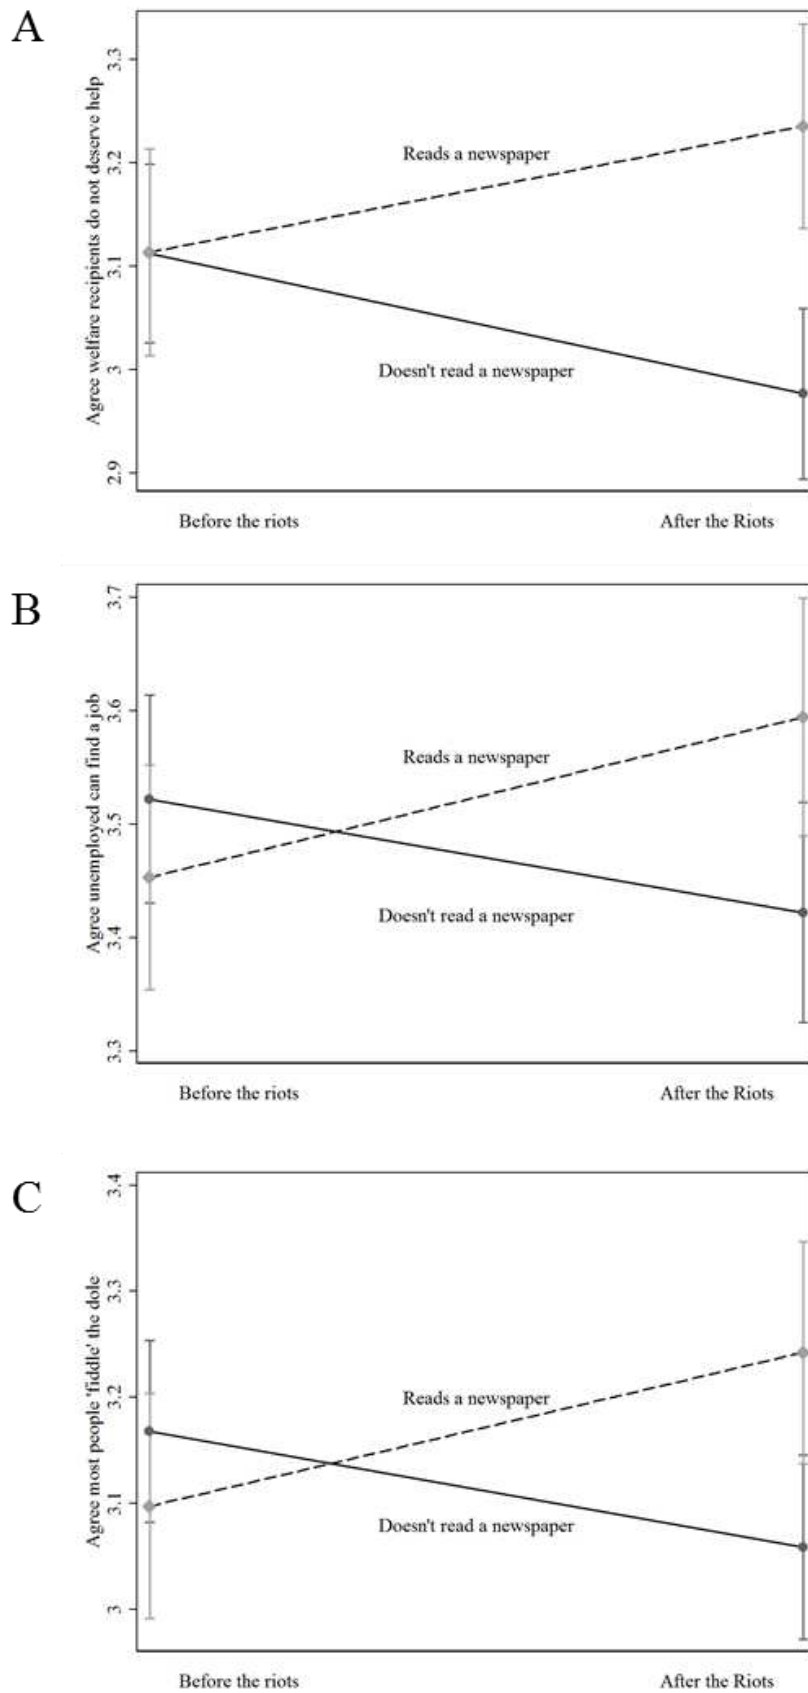 A
Agree welfare recipients do not deserve help
3.3
3.2
3.1
3
2.9
Reads a newspaper
Doesn't read a newspaper
Before the riots
After the Riots
B
Agree unemployed can find a job
3.7
3.6
3.5
3.4
3.3
Reads a newspaper
Doesn't read a newspaper
Before the riots
After the Riots
C
Agree most people 'fiddle' the dole
3.4
3.3
3.2
3.1
3
Reads a newspaper
Doesn't read a newspaper
Before the riots
After the Riots